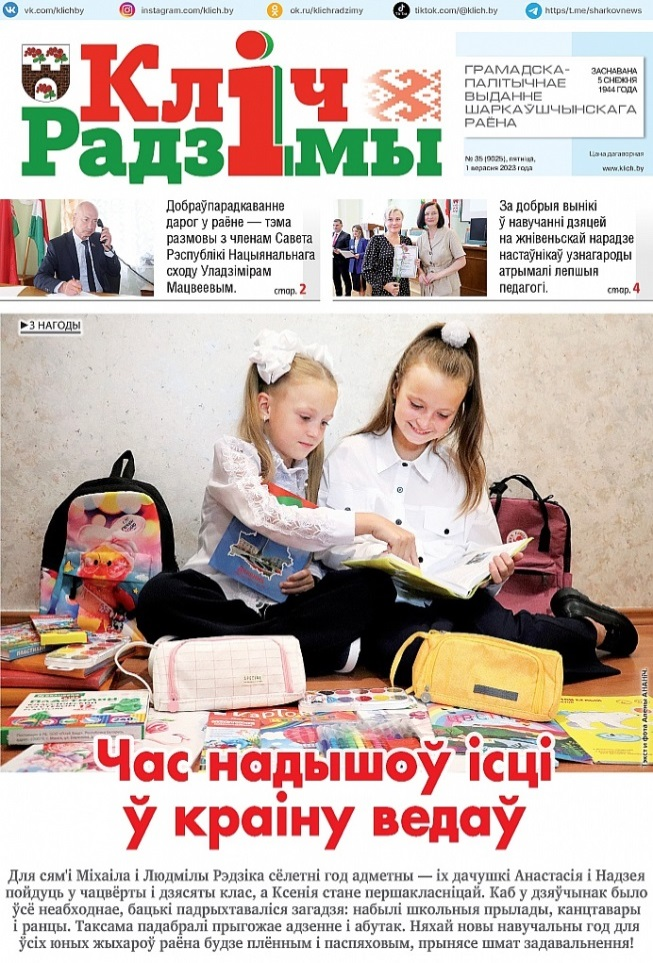 vk.com/klichby
instagram.com/klich.by
ok.ru/klichradzimy
tiktok.com/@klich.by
https://t.me/sharkovnews
Кліч
Радзімы
ГРАМАДСКА-
ПАЛІТЫЧНАЕ
ВЫДАННЕ
ШАРКАЎШЧЫНСКАГА
РАЁНА
ЗАСНАВАНА
5 СНЕЖНЯ
1944 ГОДА
№ 35 (9525), пятніца,
1 верасня 2023 года
Цана дагаворная
www.klich.by
Добраўпарадкаванне
дарог у раёне — тэма
размовы з членам Савета
Рэспублікі Нацыянальнага
сходу Уладзімірам
Мацвеевым.
стар. 2
За добрыя вынікі
ў навучанні дзяцей
на жнівеньскай нарадзе
настаўнікаў узнагароды
атрымалі лепшыя
педагогі.
стар. 4
З НАГОДЫ
Тэкст і фота Алены АНАНІЧ
Час надышоў ісці
ў краіну ведаў
Для сям'і Міхаіла і Людмілы Рэдзіка сёлетні год адметны — іх дачушкі Анастасія і Надзея
пойдуць у чацвёрты і дзясяты клас, а Ксенія стане першакласніцай. Каб у дзяўчынак было
ўсё неабходнае, бацькі падрыхтаваліся загадзя: набылі школьныя прылады, канцтавары
і ранцы. Таксама падабралі прыгожае адзенне і абутак. Няхай новы навучальны год для
ўсіх юных жыхароў раёна будзе плённым і паспяховым, прынясе шмат задавальнення!